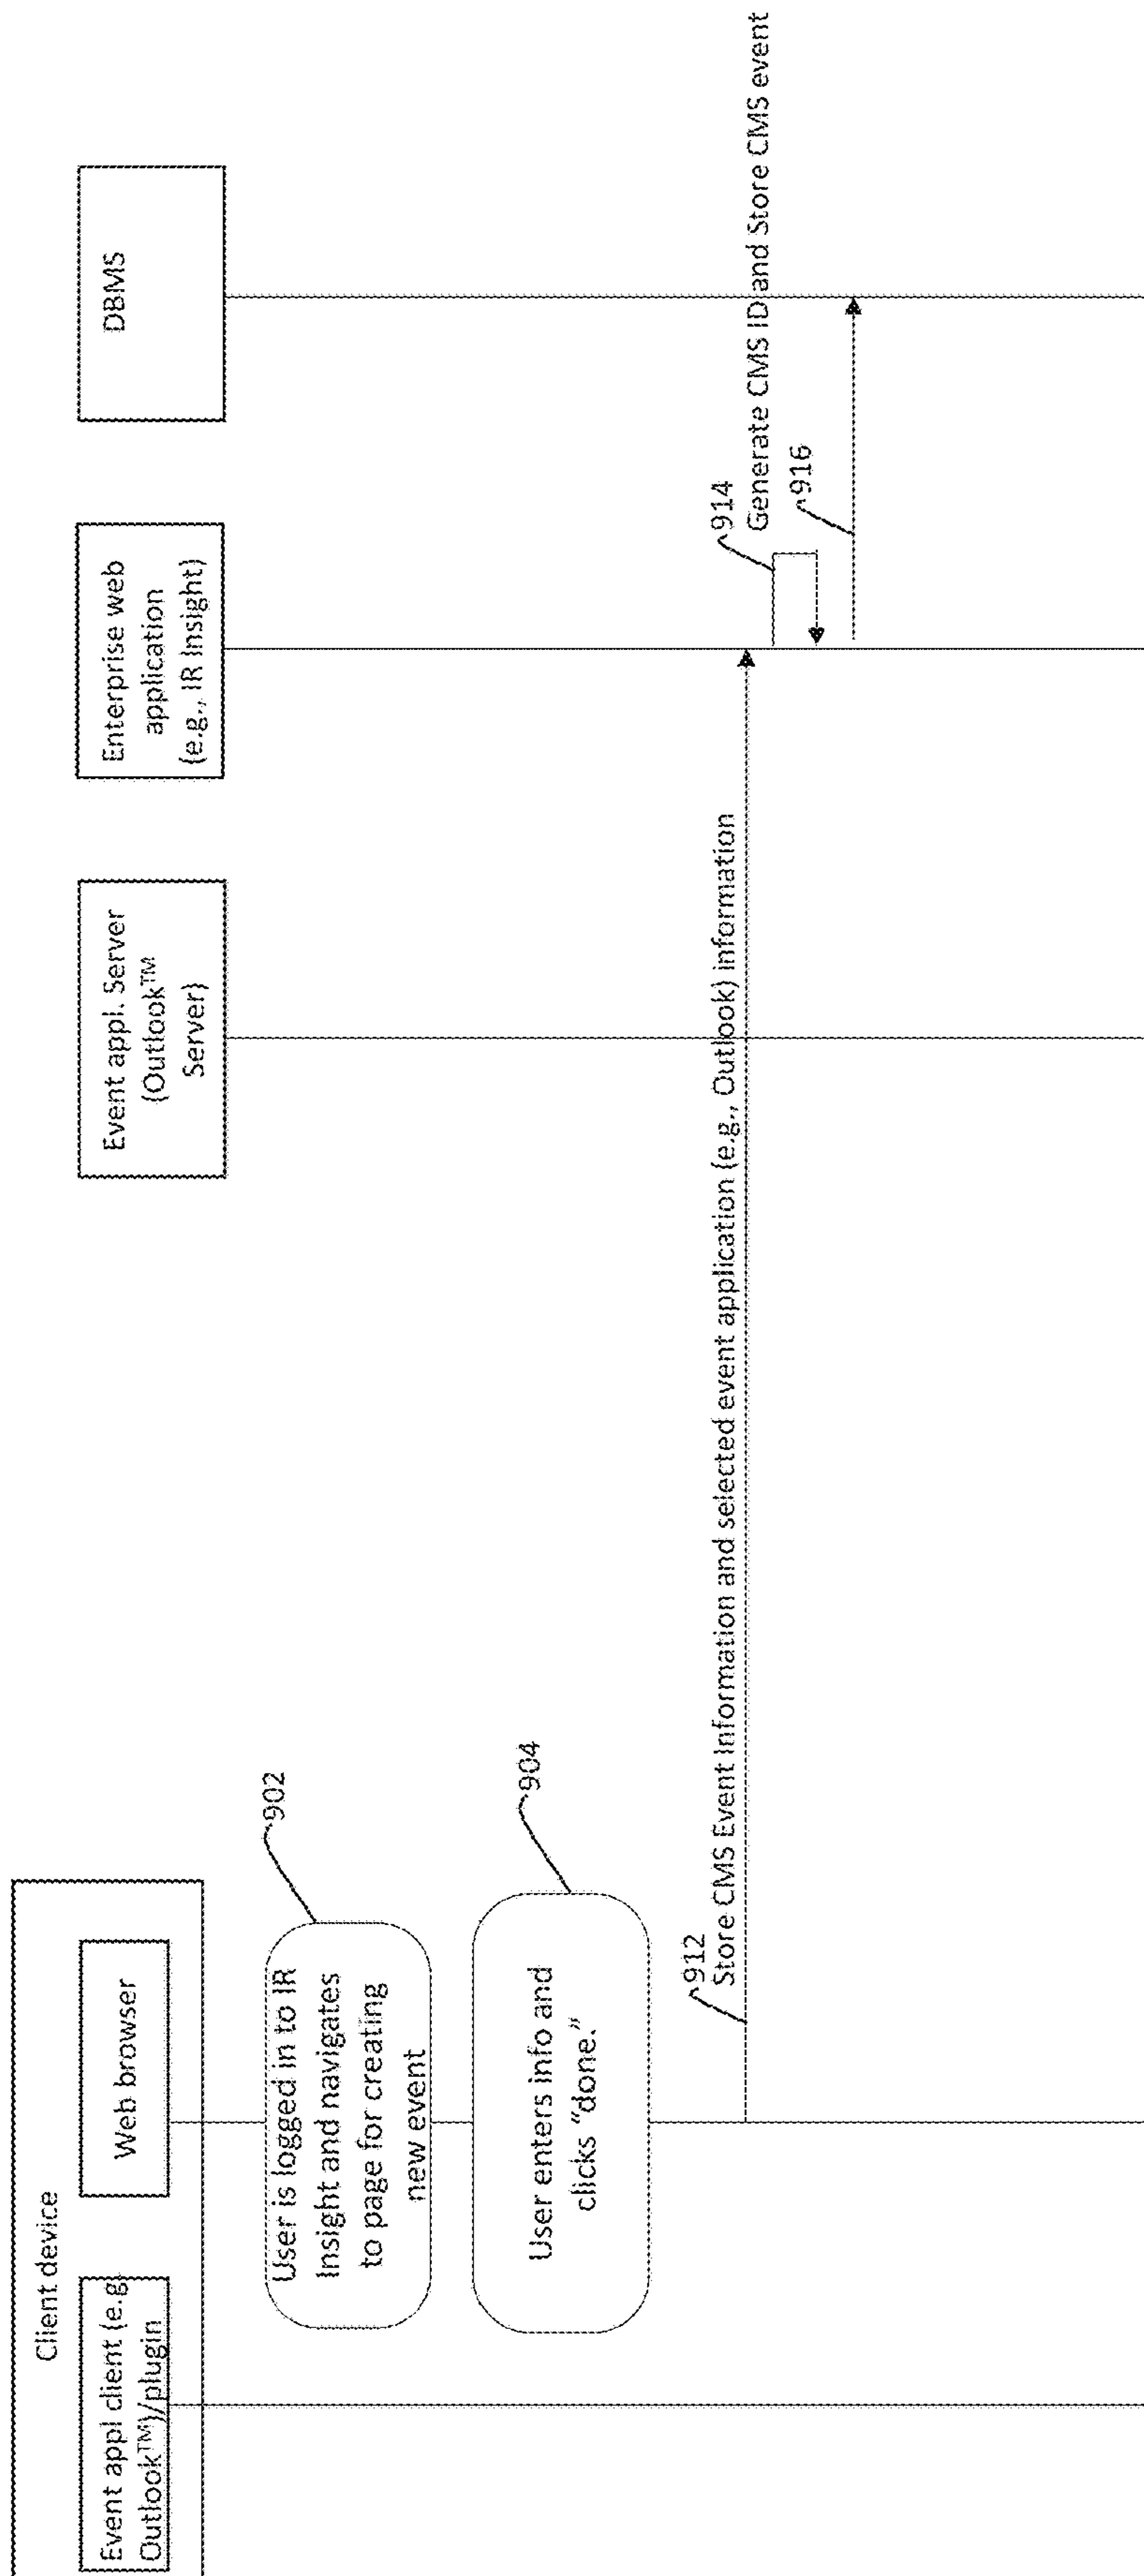 Client device
Event appl client (e.g.
Outlook™)/plugin
Web browser
Event appl. Server
(Outlook™
Server)
Enterprise web
application
(e.g., IR Insight)
DBMS
902
User is logged in to IR
Insight and navigates
to page for creating
new event
904
User enters info and
clicks “done.”
912
Store CMS Event Information and selected event application (e.g., Outlook) information
914
Generate CMS ID and Store CMS event
916